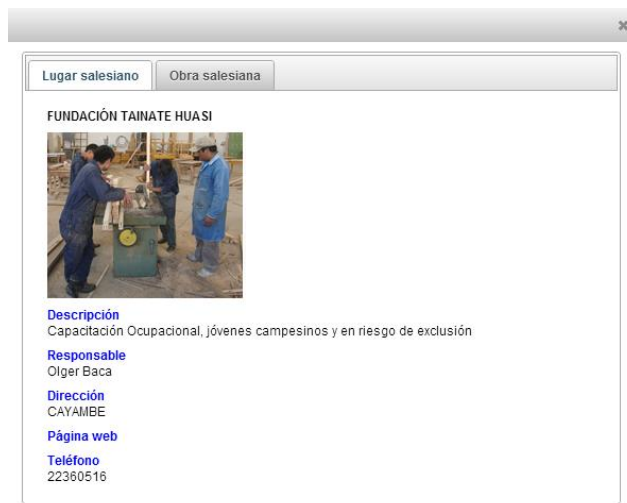 Lugar salesiano
Obra salesiana
FUNDACIÓN TAINATE HUASI
Descripción
Capacitación Ocupacional, jóvenes campesinos y en riesgo de exclusión
Responsable
Olger Baca
Dirección
CAYAMBE
Página web
Teléfono
22360516